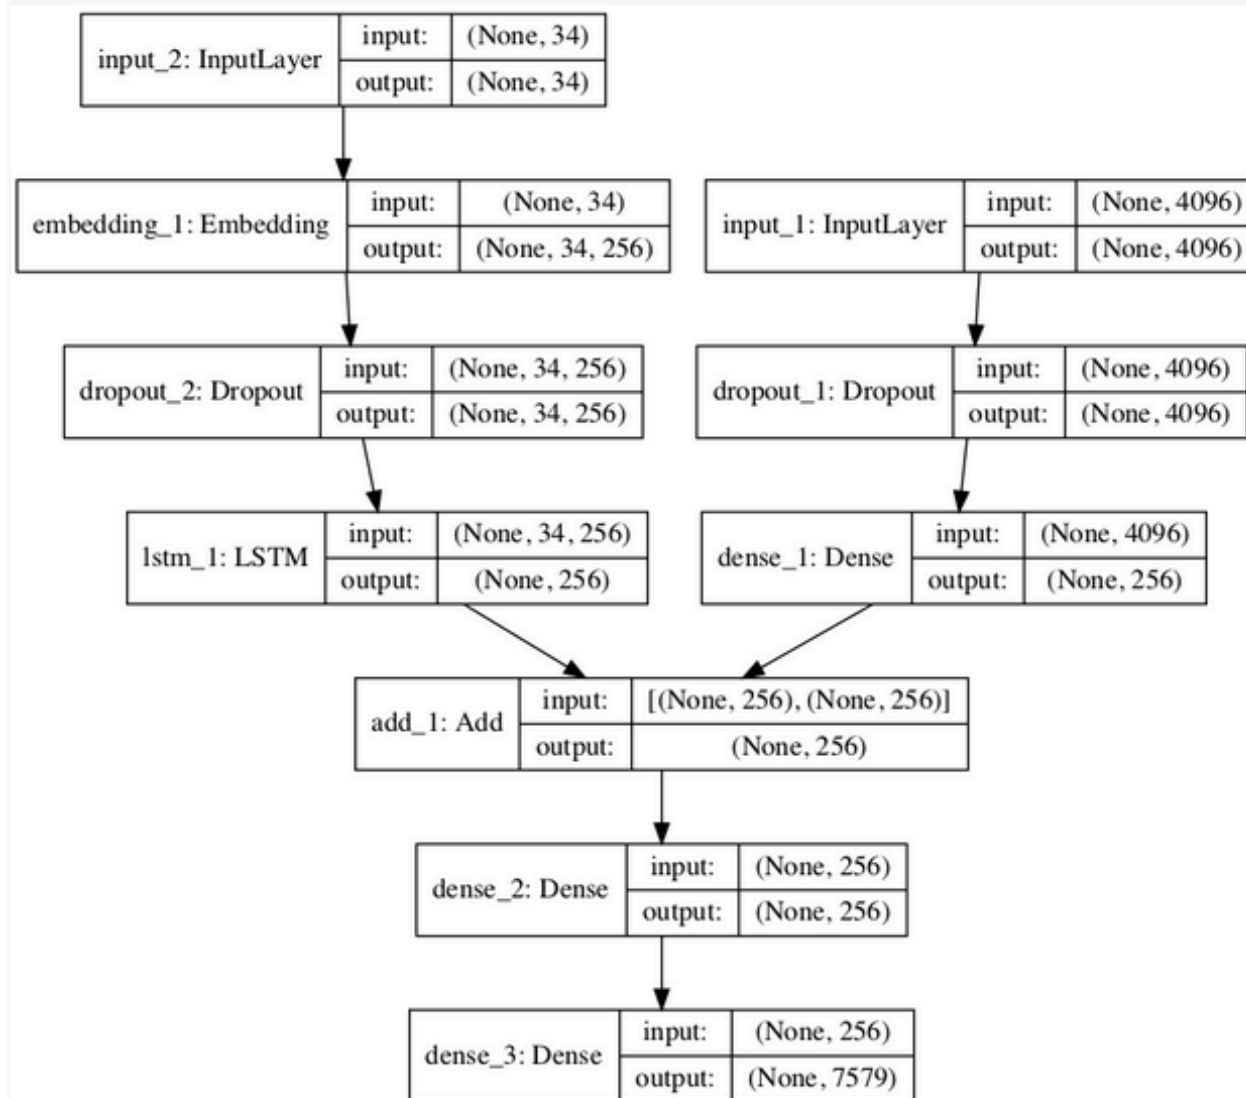 input_2: InputLayer
input: (None, 34)
output: (None, 34)
embedding_1: Embedding
input: (None, 34)
output: (None, 34, 256)
input_1: InputLayer
input: (None, 4096)
output: (None, 4096)
dropout_2: Dropout
input: (None, 34, 256)
output: (None, 34, 256)
dropout_1: Dropout
input: (None, 4096)
output: (None, 4096)
lstm_1: LSTM
input: (None, 34, 256)
output: (None, 256)
dense_1: Dense
input: (None, 4096)
output: (None, 256)
add_1: Add
input: [(None, 256), (None, 256)]
output: (None, 256)
dense_2: Dense
input: (None, 256)
output: (None, 256)
dense_3: Dense
input: (None, 256)
output: (None, 7579)